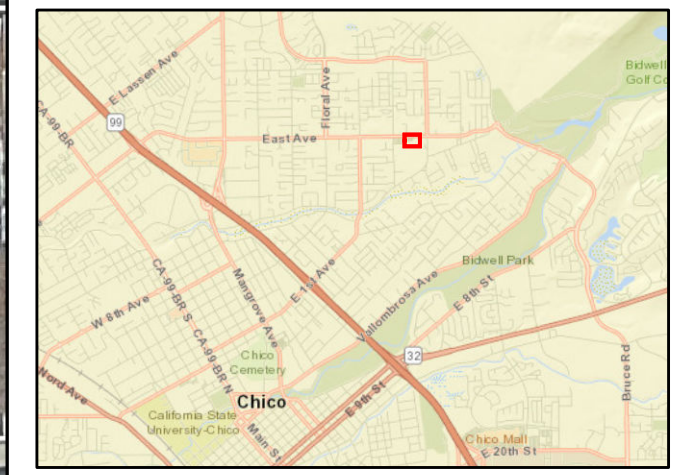 Bidwell
Golf Co
E Lassen Ave
Floral Ave
CA-99-BR
99
East Ave
Bidwell Park
E 1st Ave
Mangrove Ave
CA-99-BR S
CA-99-BR N
W 8th Ave
Vallombrosa Ave
E 8th St
32
Bruce Rd
Chico
Cemetery
Nord Ave
Chico
E 9th St
California State
University-Chico
Main St
Chico Mall
E 20th St